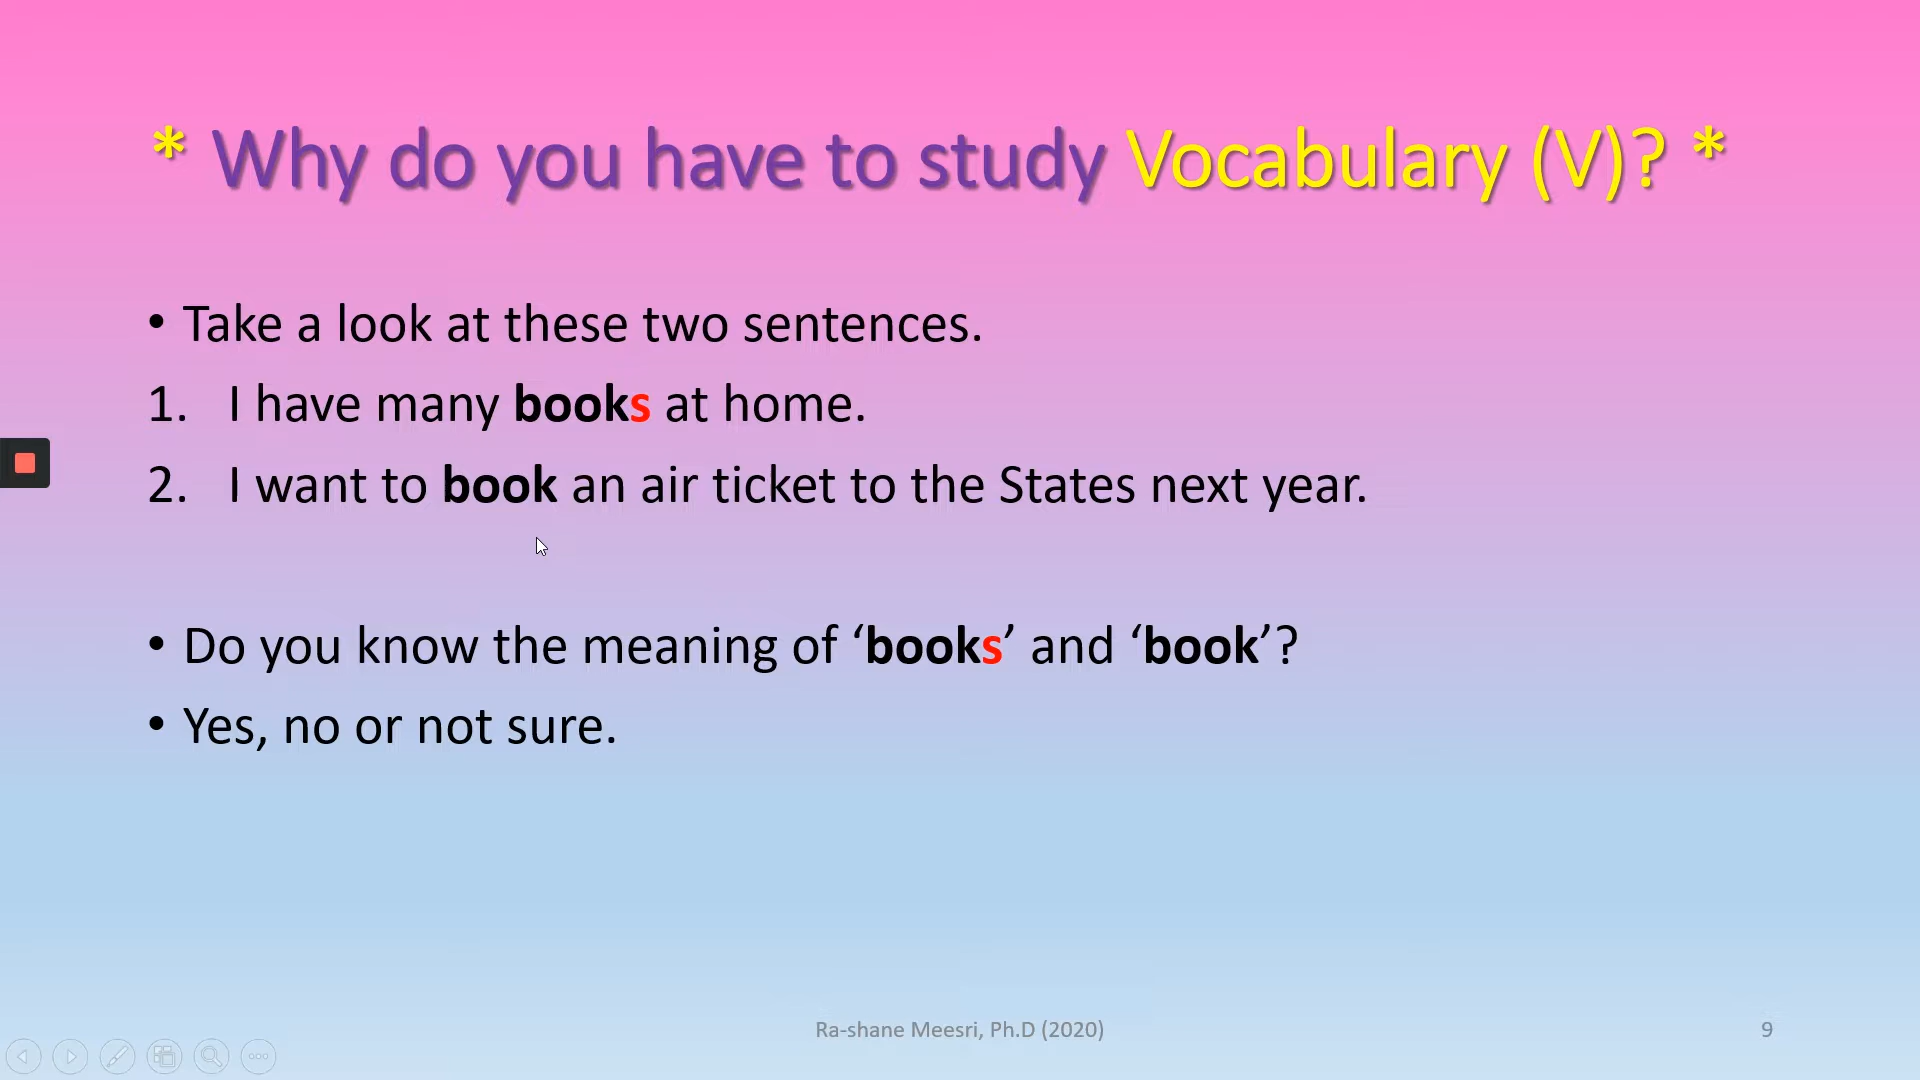 * Why do you have to study Vocabulary (V)? *
• Take a look at these two sentences.
1. I have many books at home.
2. I want to book an air ticket to the States next year.
• Do you know the meaning of ‘books’ and ‘book’?
• Yes, no or not sure.
Ra-shane Meesri, Ph.D (2020)
9